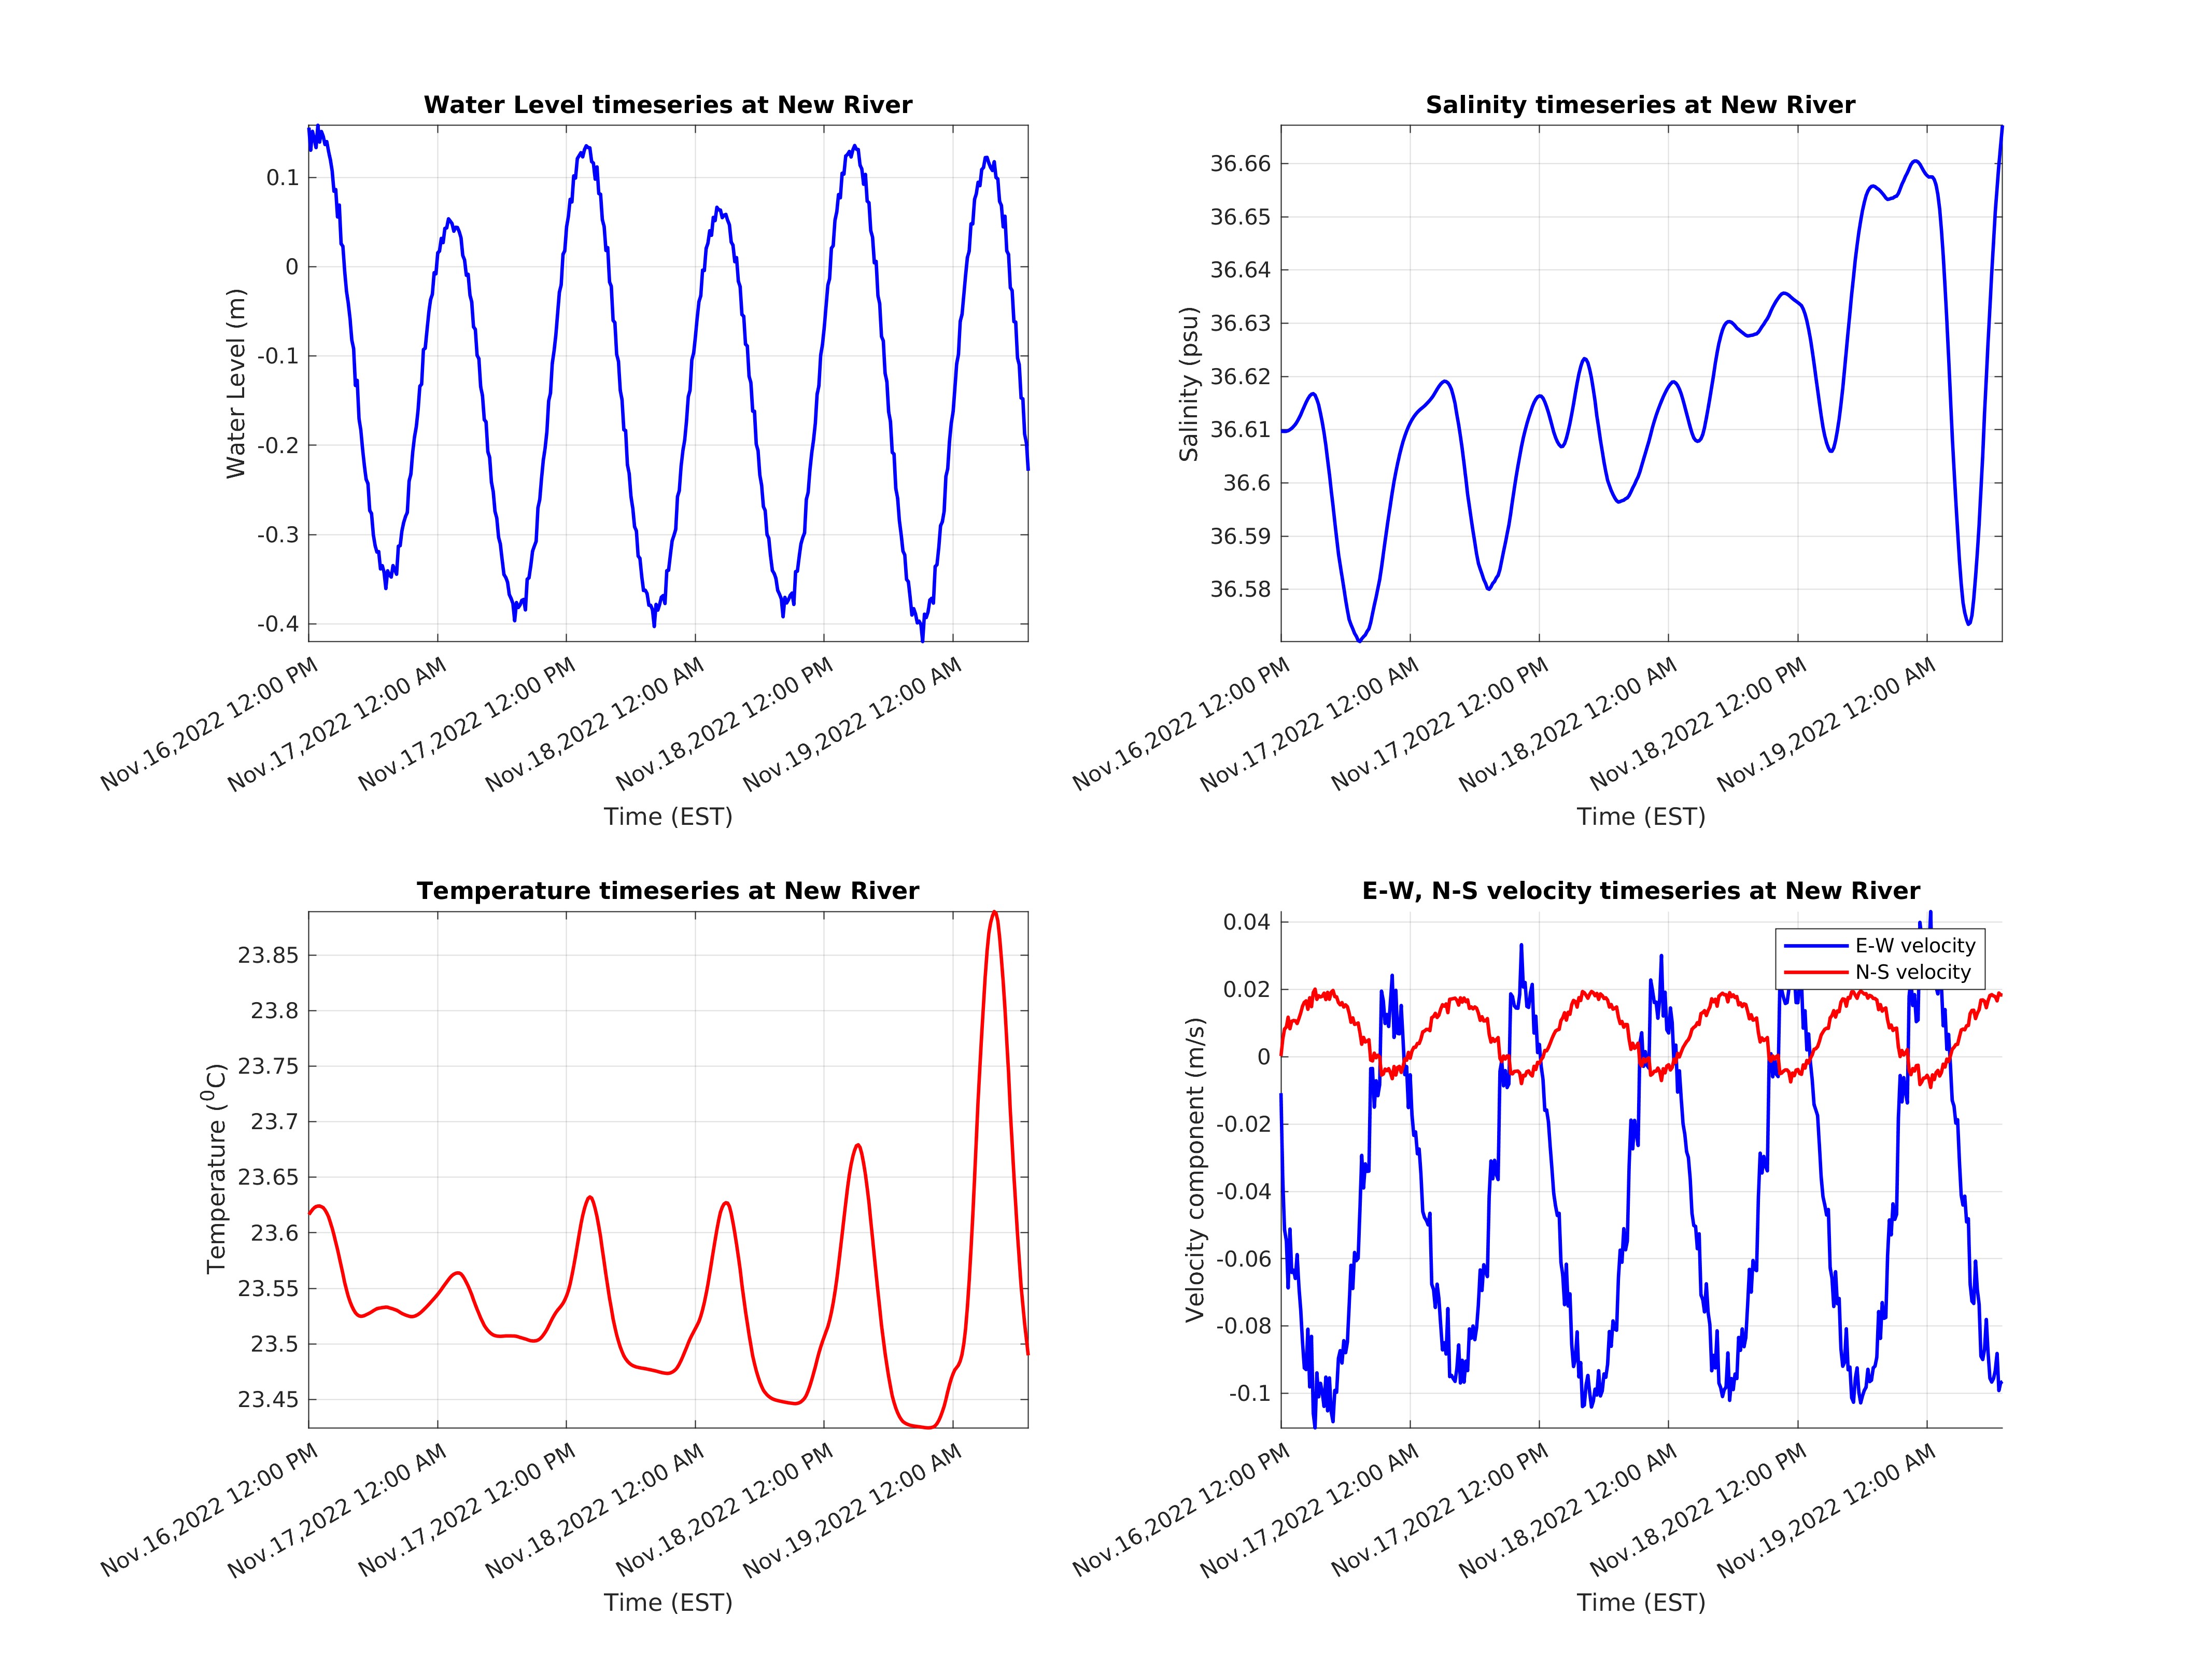 Water Level timeseries at New River
Water Level (m)
0.1
0
-0.1
-0.2
-0.3
-0.4
Nov.16,2022 12:00 PM
Nov.17,2022 12:00 AM
Nov.17,2022 12:00 PM
Nov.18,2022 12:00 AM
Nov.18,2022 12:00 PM
Nov.19,2022 12:00 AM
Time (EST)
Salinity timeseries at New River
Salinity (psu)
36.66
36.65
36.64
36.63
36.62
36.61
36.6
36.59
36.58
Nov.16,2022 12:00 PM
Nov.17,2022 12:00 AM
Nov.17,2022 12:00 PM
Nov.18,2022 12:00 AM
Nov.18,2022 12:00 PM
Nov.19,2022 12:00 AM
Time (EST)
Temperature timeseries at New River
Temperature (⁰C)
23.85
23.8
23.75
23.7
23.65
23.6
23.55
23.5
23.45
Nov.16,2022 12:00 PM
Nov.17,2022 12:00 AM
Nov.17,2022 12:00 PM
Nov.18,2022 12:00 AM
Nov.18,2022 12:00 PM
Nov.19,2022 12:00 AM
Time (EST)
E-W, N-S velocity timeseries at New River
Velocity component (m/s)
0.04
0.02
0
-0.02
-0.04
-0.06
-0.08
-0.1
E-W velocity
N-S velocity
Nov.16,2022 12:00 PM
Nov.17,2022 12:00 AM
Nov.17,2022 12:00 PM
Nov.18,2022 12:00 AM
Nov.18,2022 12:00 PM
Nov.19,2022 12:00 AM
Time (EST)